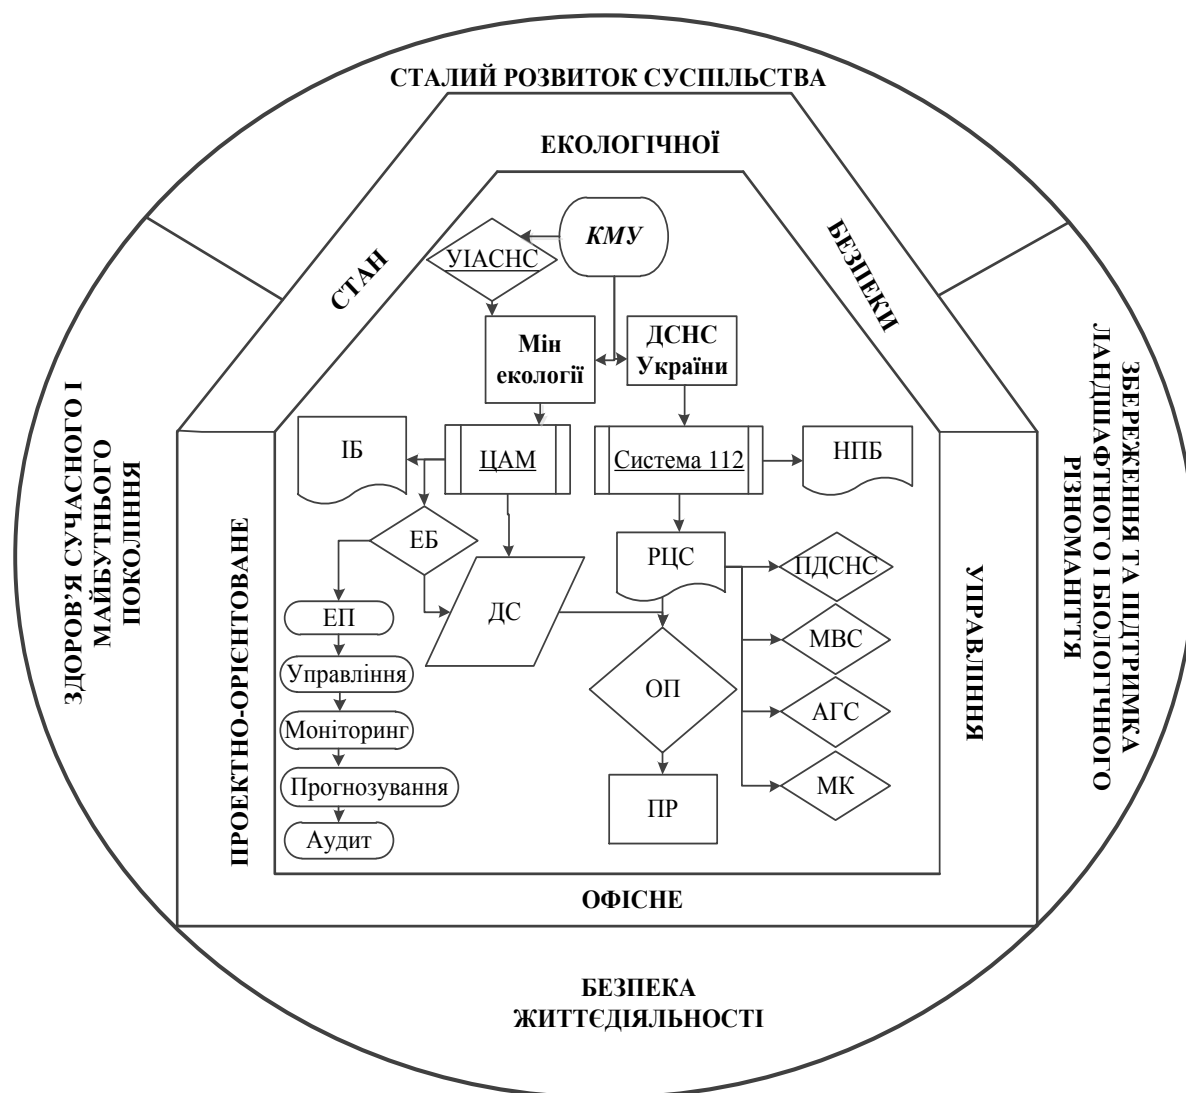 СТАЛИЙ РОЗВИТОК СУСПІЛЬСТВА
ЕКОЛОГІЧНОЇ
СТАН
БЕЗПЕКИ
КМУ
УІАСНС
Мін
екології
ДСНС
України
ІБ
ЦАМ
Система 112
НПБ
ЕБ
ДС
РЦС
ПДСНС
ЕП
МВС
Управління
ОП
АГС
Моніторинг
МК
Прогнозування
ПР
Аудит
ЗДОРОВ’Я СУЧАСНОГО І
МАЙБУТНЬОГО
ПОКОЛІННЯ
ПРОЕКТНО-ОРІЄНТОВАНЕ
УПРАВЛІННЯ
ЗБЕРЕЖЕННЯ ТА ПІДТРИМКА
ЛАНДШАФТНОГО І БІОЛОГІЧНОГО
РІЗНОМАНІТТЯ
ОФІСНЕ
БЕЗПЕКА
ЖИТТЄДІЯЛЬНОСТІ